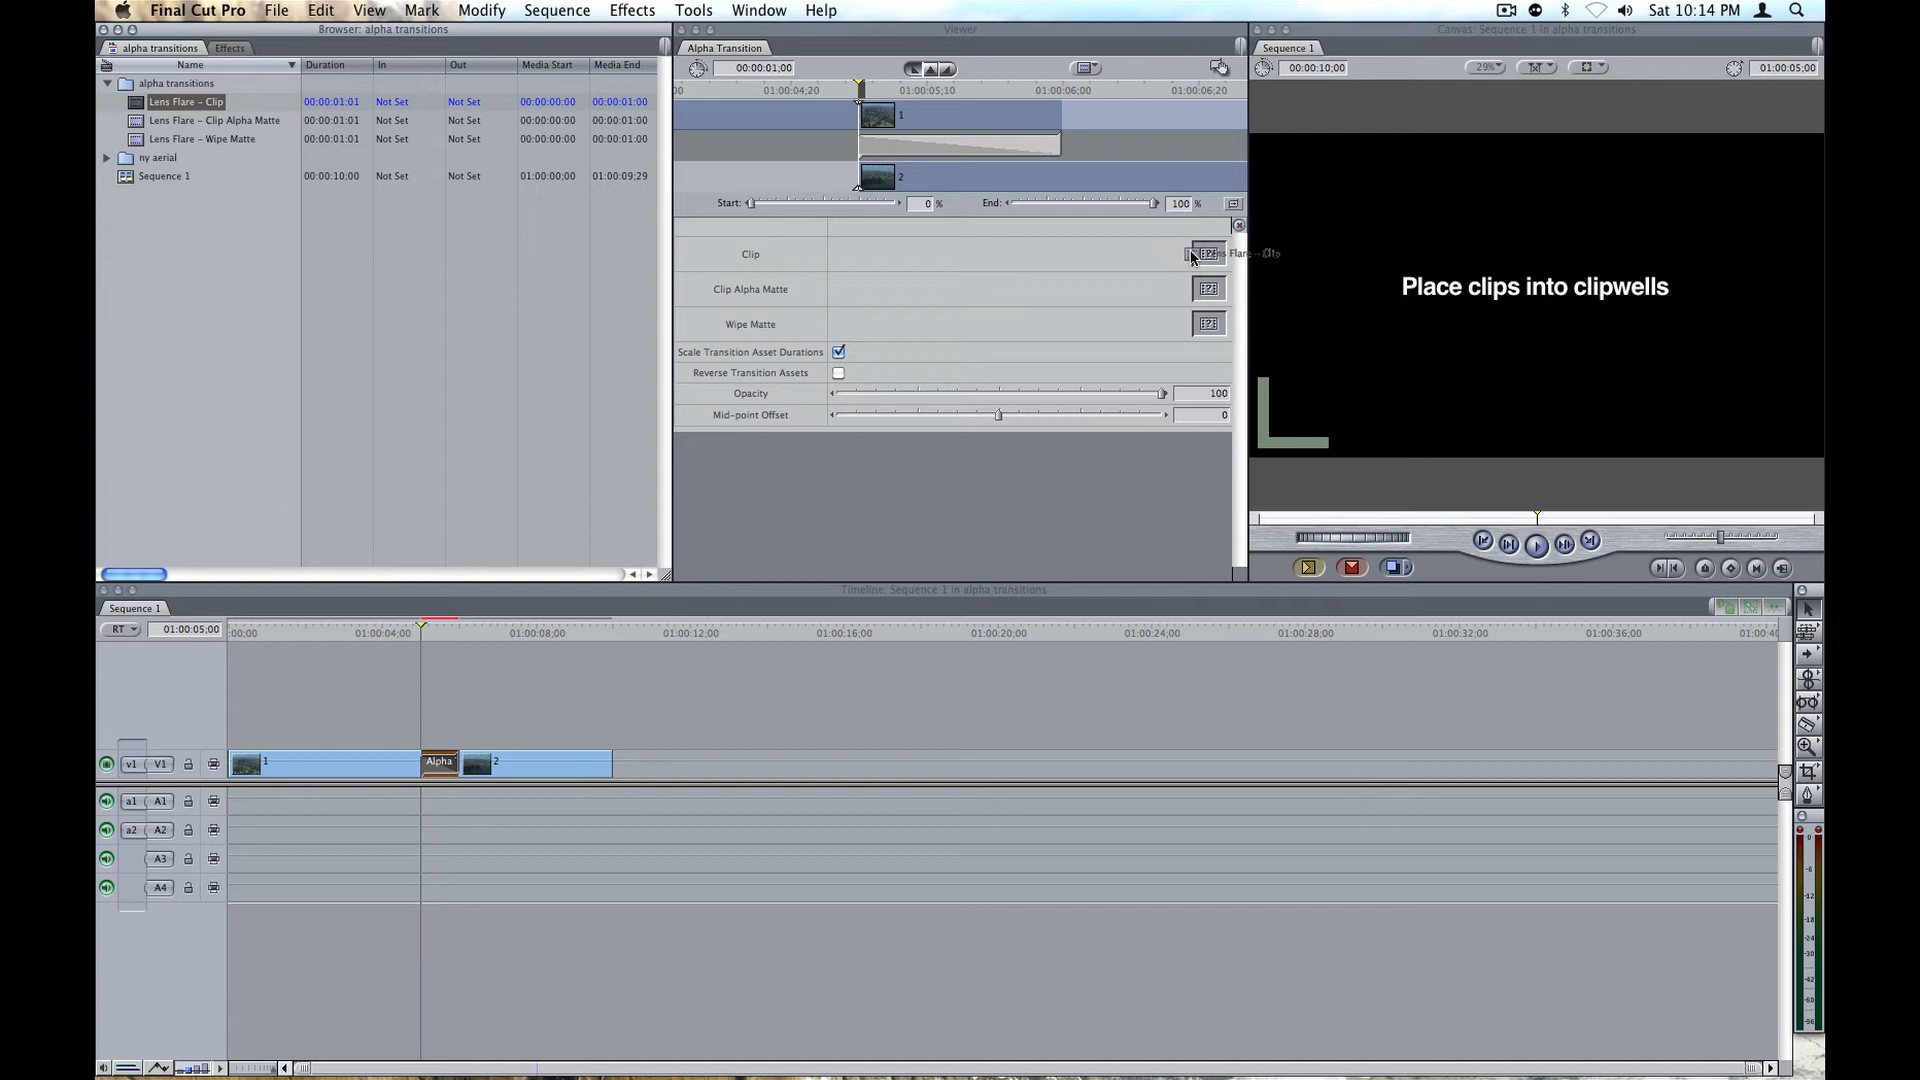 Final Cut Pro File Edit View Mark Modify Sequence Effects Tools Window Help Sat 10:14 PM
Browser: alpha transitions
alpha transitions Effects
Name Duration In Out Media Start Media End
alpha transitions
Lens Flare – Clip 00:00:01:01 Not Set Not Set 00:00:00:00 00:00:01:00
Lens Flare – Clip Alpha Matte 00:00:01:01 Not Set Not Set 00:00:00:00 00:00:01:00
Lens Flare – Wipe Matte 00:00:01:01 Not Set Not Set 00:00:00:00 00:00:01:00
ny aerial
Sequence 1 00:00:10;00 Not Set Not Set 01:00:00;00 01:00:09;29
Viewer
Alpha Transition
00:00:01;00
00 00:00:04;20 00:00:05;10 00:00:06;00 00:00:06;20
1
2
Start: 0 % End: 100 %
Clip
Clip Alpha Matte
Wipe Matte
Scale Transition Asset Durations
Reverse Transition Assets
Opacity 100
Mid-point Offset 0
Canvas: Sequence 1 in alpha transitions
Sequence 1
00:00:10;00 29% 01:00:05;00
Place clips into clipwells
Timeline: Sequence 1 in alpha transitions
Sequence 1
RT 01:00:05;00
:00;00 01:00:04;00 01:00:08;00 01:00:12;00 01:00:16;00 01:00:20;00 01:00:24;00 01:00:28;00 01:00:32;00 01:00:36;00 01:00:40
v1 V1 1 Alpha 2
a1 A1
a2 A2
A3
A4
0
-6
-12
-18
-24
-30